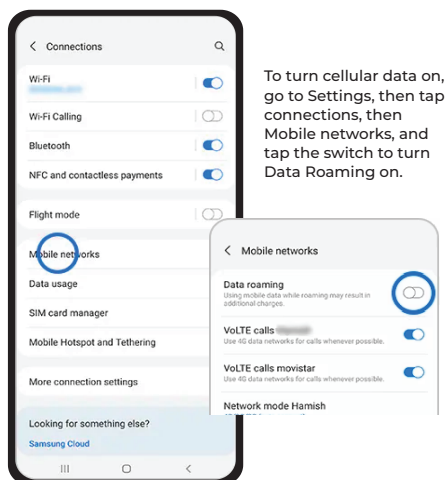 Connections
Wi-Fi
Wi-Fi Calling
Bluetooth
NFC and contactless payments
Flight mode
Mobile networks
Data usage
SIM card manager
Mobile Hotspot and Tethering
More connection settings
Looking for something else?
Samsung Cloud
To turn cellular data on,
go to Settings, then tap
connections, then
Mobile networks, and
tap the switch to turn
Data Roaming on.
Mobile networks
Data roaming
Using mobile data while roaming may result in
additional charges.
VoLTE calls
Use 4G data networks for calls whenever possible.
VoLTE calls movistar
Use 4G data networks for calls whenever possible.
Network mode Hamish